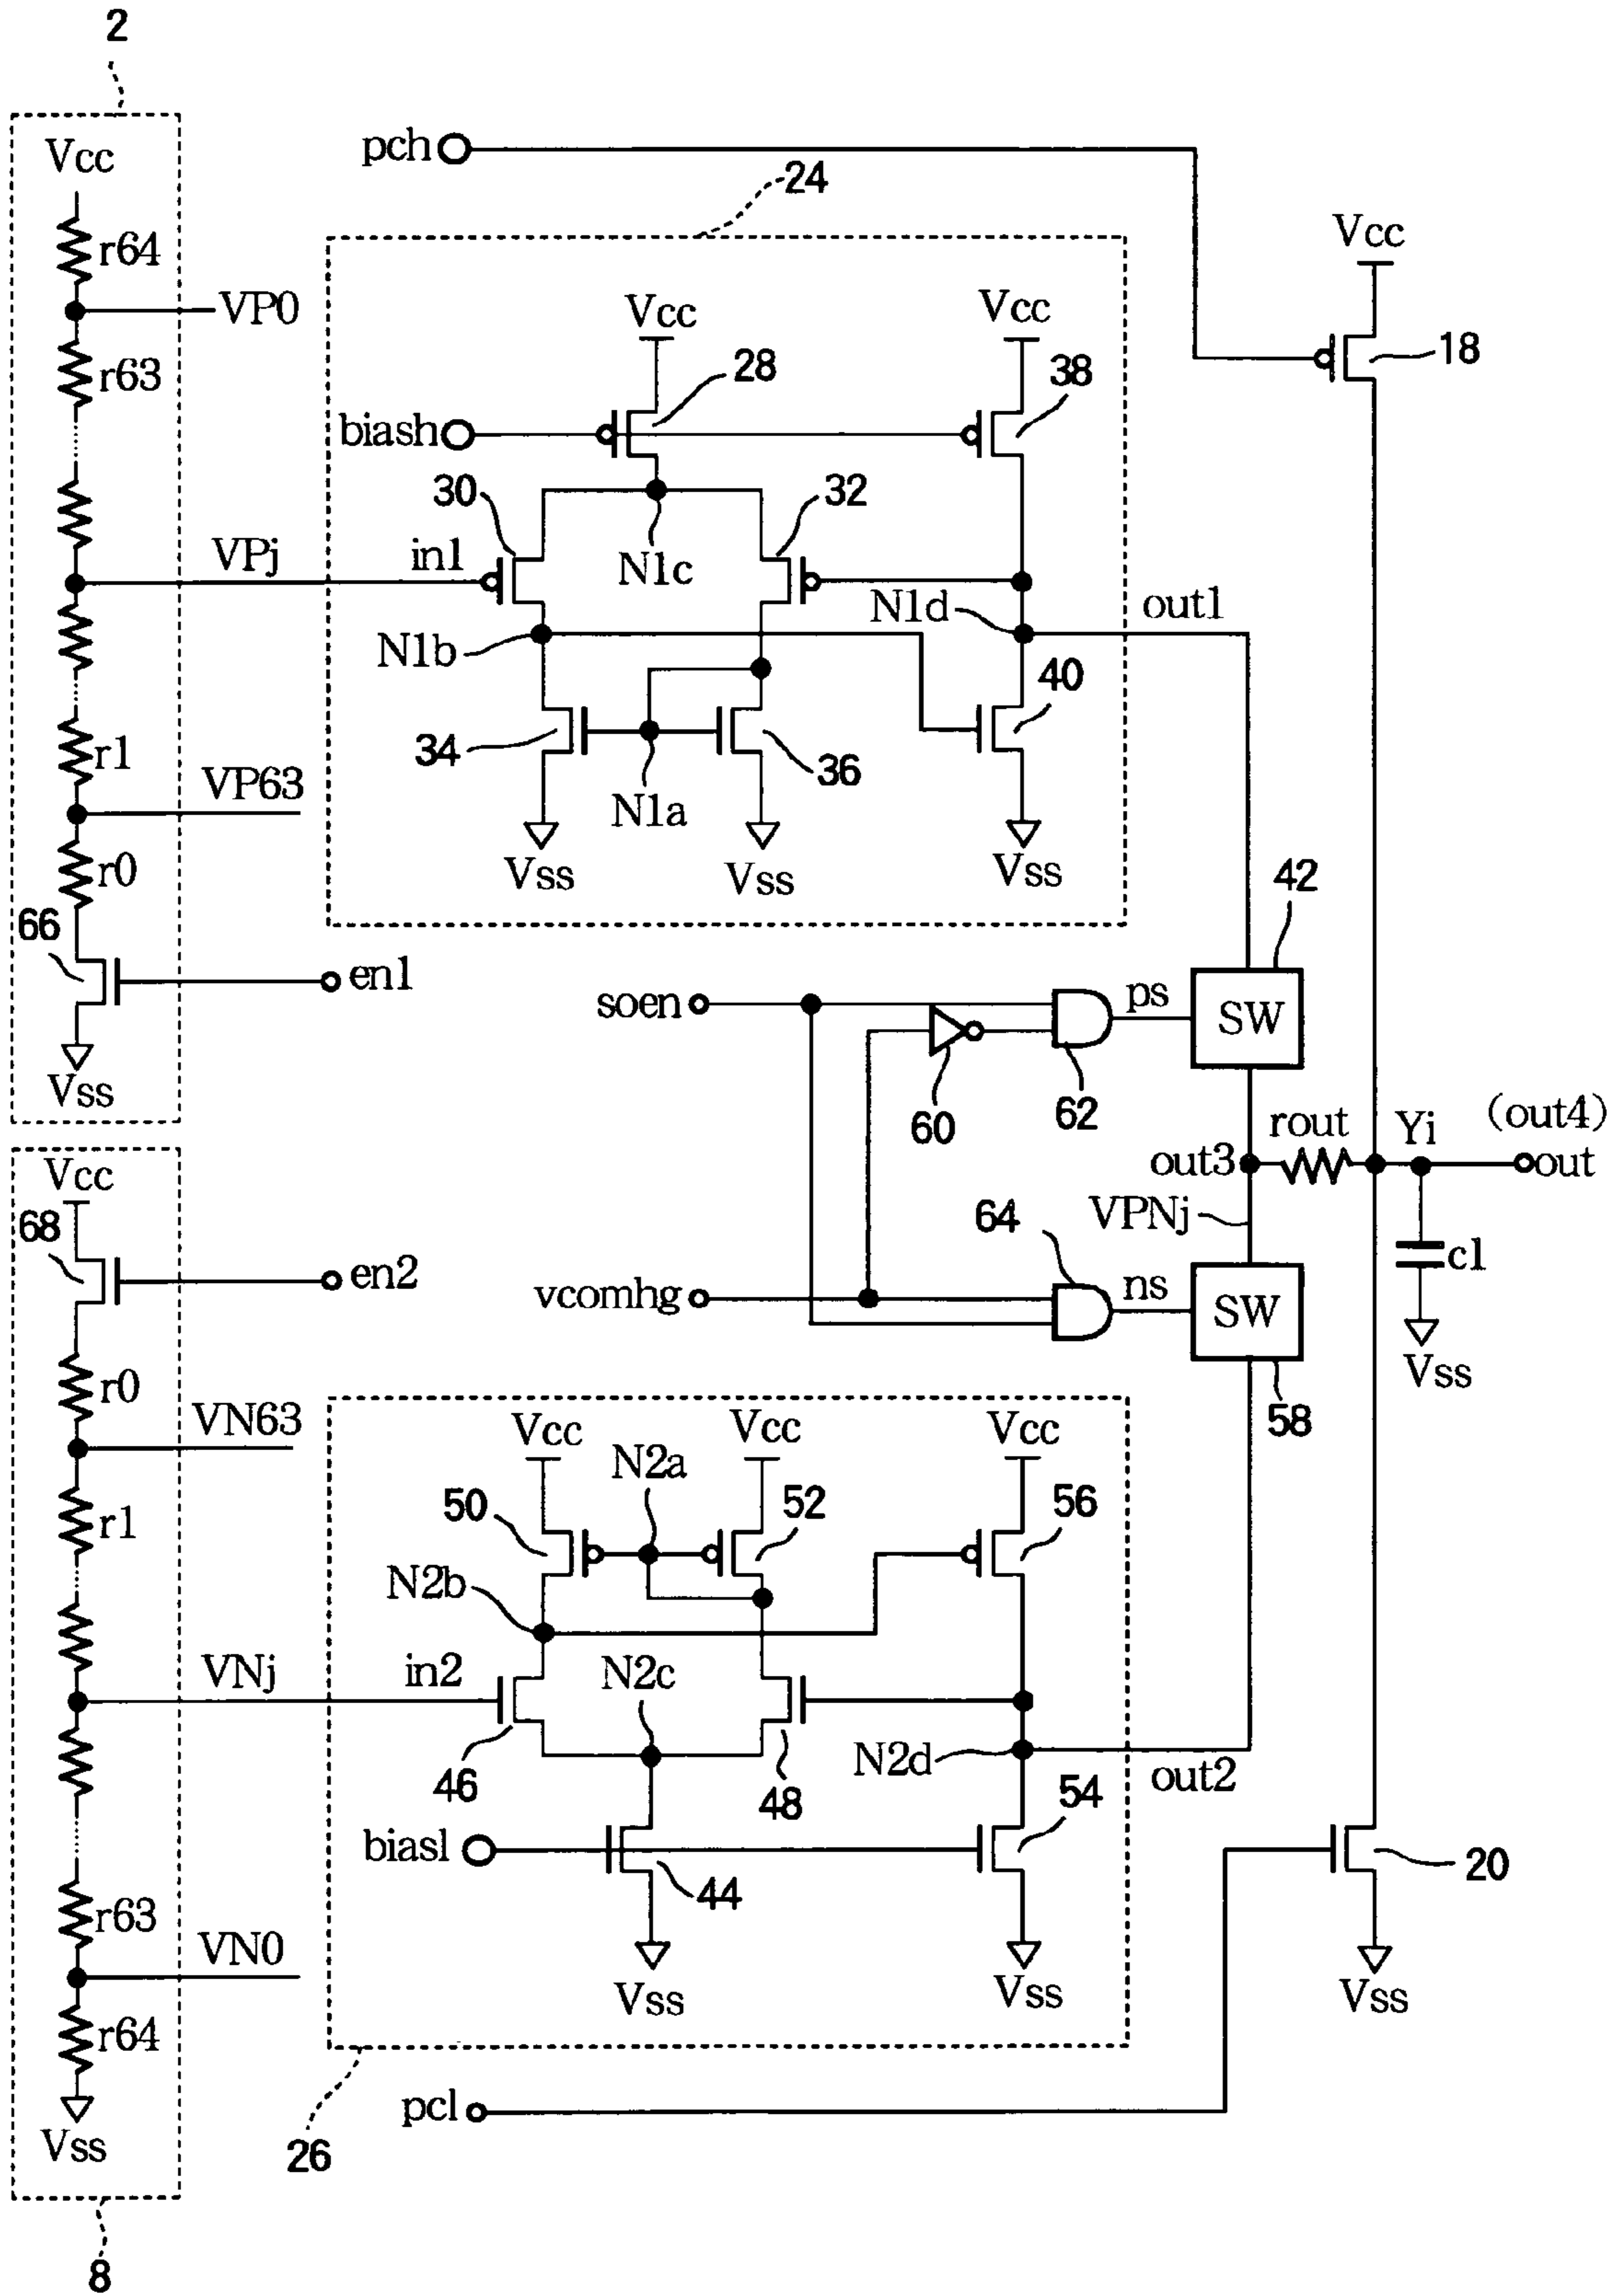 2
Vcc
r64
VP0
r63
VPj
r1
VP63
r0
66
en1
Vss
pch
24
Vcc
Vcc
28
38
biash
30
32
in1
N1c
N1b
N1d
out1
34
36
40
N1a
Vss
Vss
Vss
Vcc
18
42
soen
ps
SW
60
62
rout
Yi
(out4)
out3
out
VPNj
64
c1
vcomhg
ns
SW
Vss
58
Vcc
68
en2
r0
VN63
r1
VNj
r63
VN0
r64
Vss
8
Vcc
Vcc
Vcc
N2a
50
52
56
N2b
in2
N2c
N2d
out2
46
48
54
biasl
44
Vss
Vss
20
Vss
pcl
26